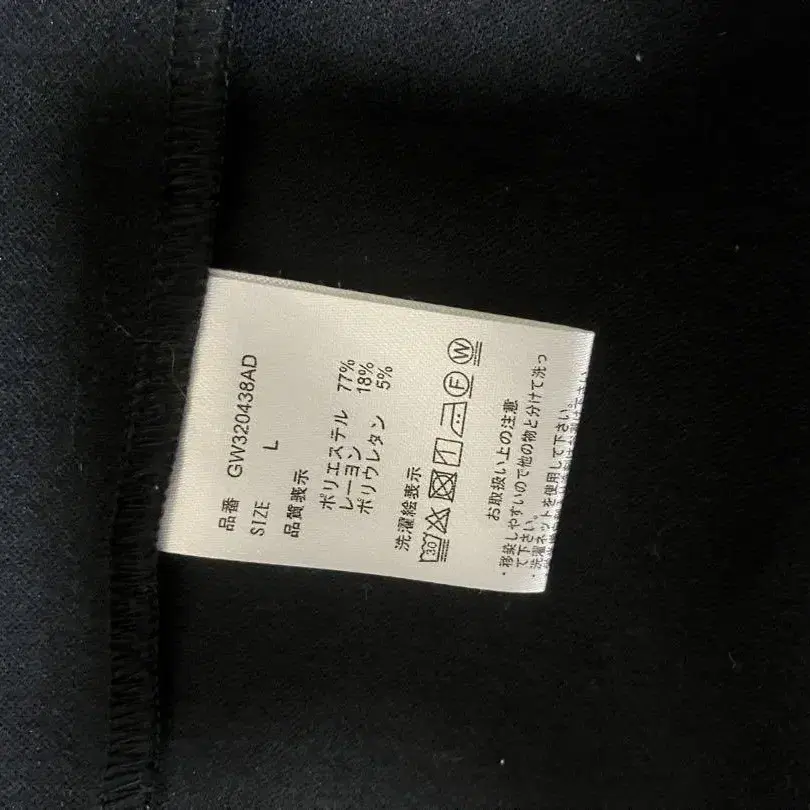 品番 GW320438AD
SIZE L
品質表示
ポリエステル 77%
レーヨン 18%
ポリウレタン 5%
洗濯絵表示
30 F W
お取扱い上の注意
・移染しやすいので他の物と分けて洗っ
て下さい。
・洗濯ネットを使用して下さい。